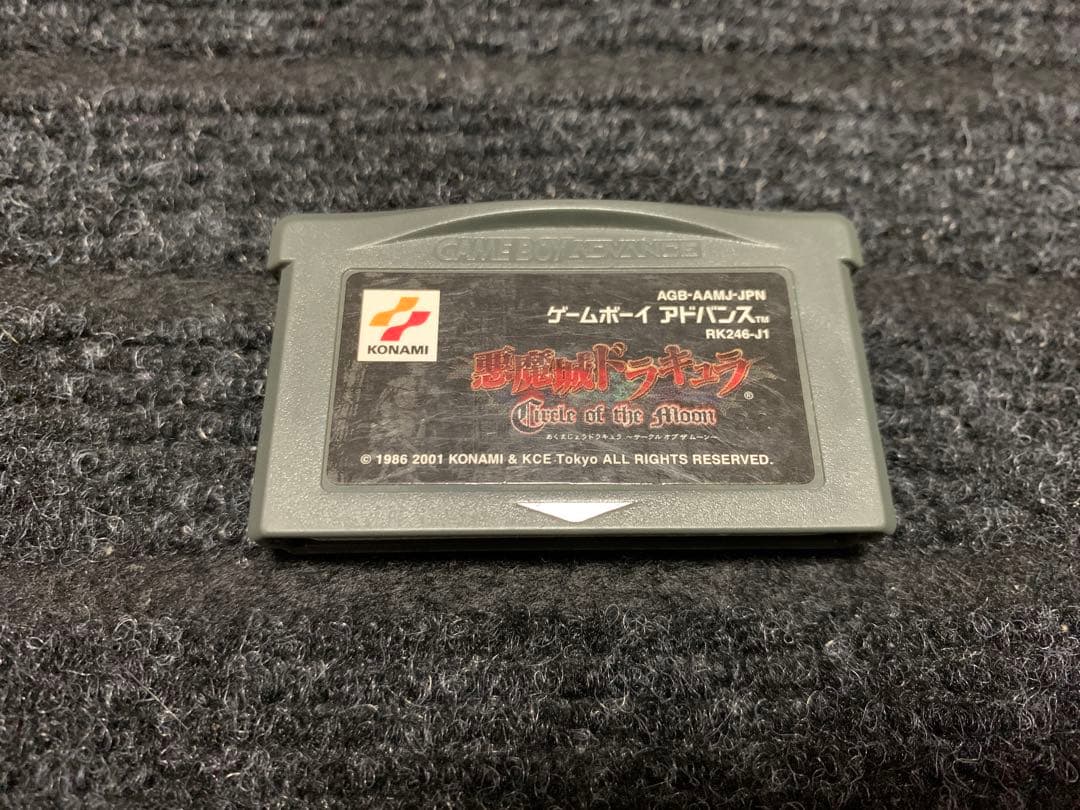 GAME BOY ADVANCE
KONAMI
AGB-AAMJ-JPN
ゲームボーイ アドバンス™
RK246-J1
悪魔城ドラキュラ®
Circle of the Moon
あくまじょうドラキュラ ～サークル オブ ザ ムーン～
© 1986 2001 KONAMI & KCE Tokyo ALL RIGHTS RESERVED.